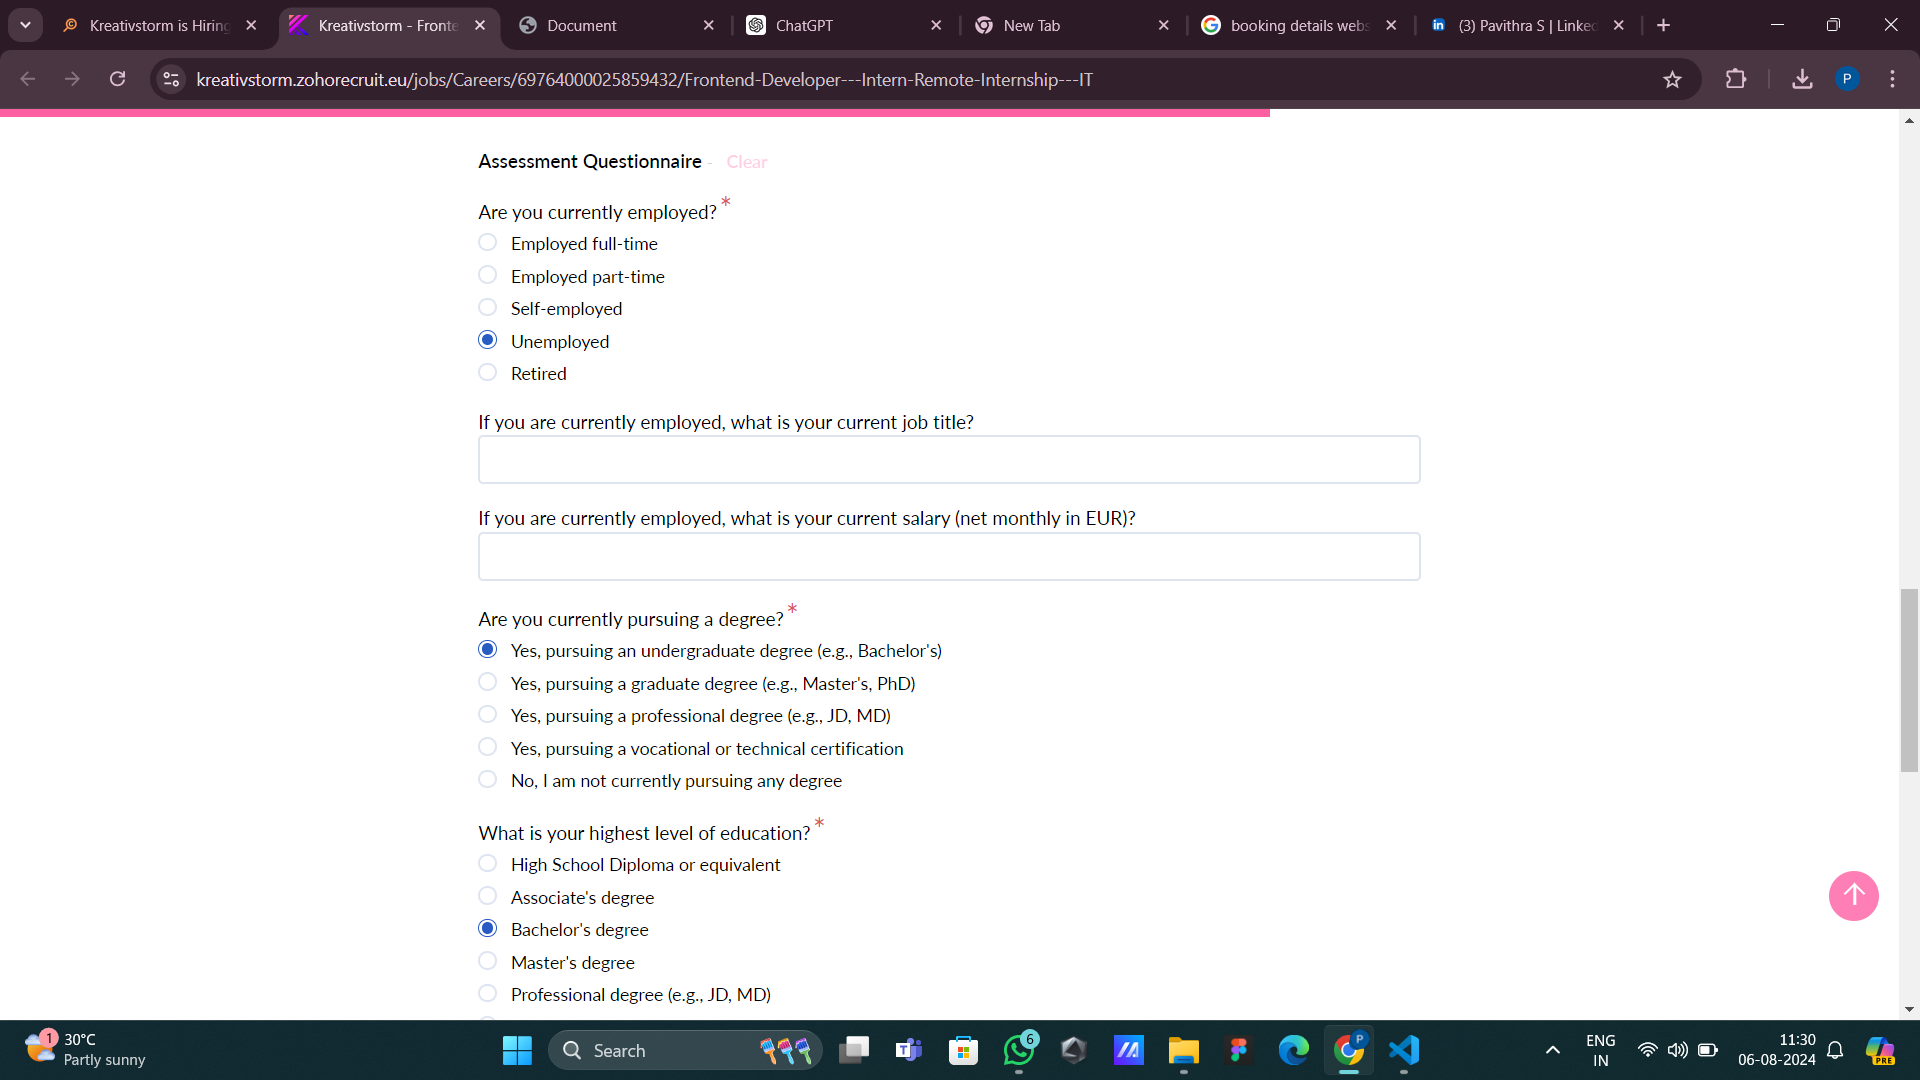 Kreativstorm is Hiring
Kreativstorm - Fronte
Document
ChatGPT
New Tab
booking details webs
(3) Pavithra S | Linked
kreativstorm.zohorecruit.eu/jobs/Careers/69764000025859432/Frontend-Developer---Intern-Remote-Internship---IT
P
Assessment Questionnaire - Clear
Are you currently employed? *
Employed full-time
Employed part-time
Self-employed
Unemployed
Retired
If you are currently employed, what is your current job title?
If you are currently employed, what is your current salary (net monthly in EUR)?
Are you currently pursuing a degree? *
Yes, pursuing an undergraduate degree (e.g., Bachelor's)
Yes, pursuing a graduate degree (e.g., Master's, PhD)
Yes, pursuing a professional degree (e.g., JD, MD)
Yes, pursuing a vocational or technical certification
No, I am not currently pursuing any degree
What is your highest level of education? *
High School Diploma or equivalent
Associate's degree
Bachelor's degree
Master's degree
Professional degree (e.g., JD, MD)
1
30°C
Partly sunny
Search
6
P
ENG
IN
11:30
06-08-2024
PRE